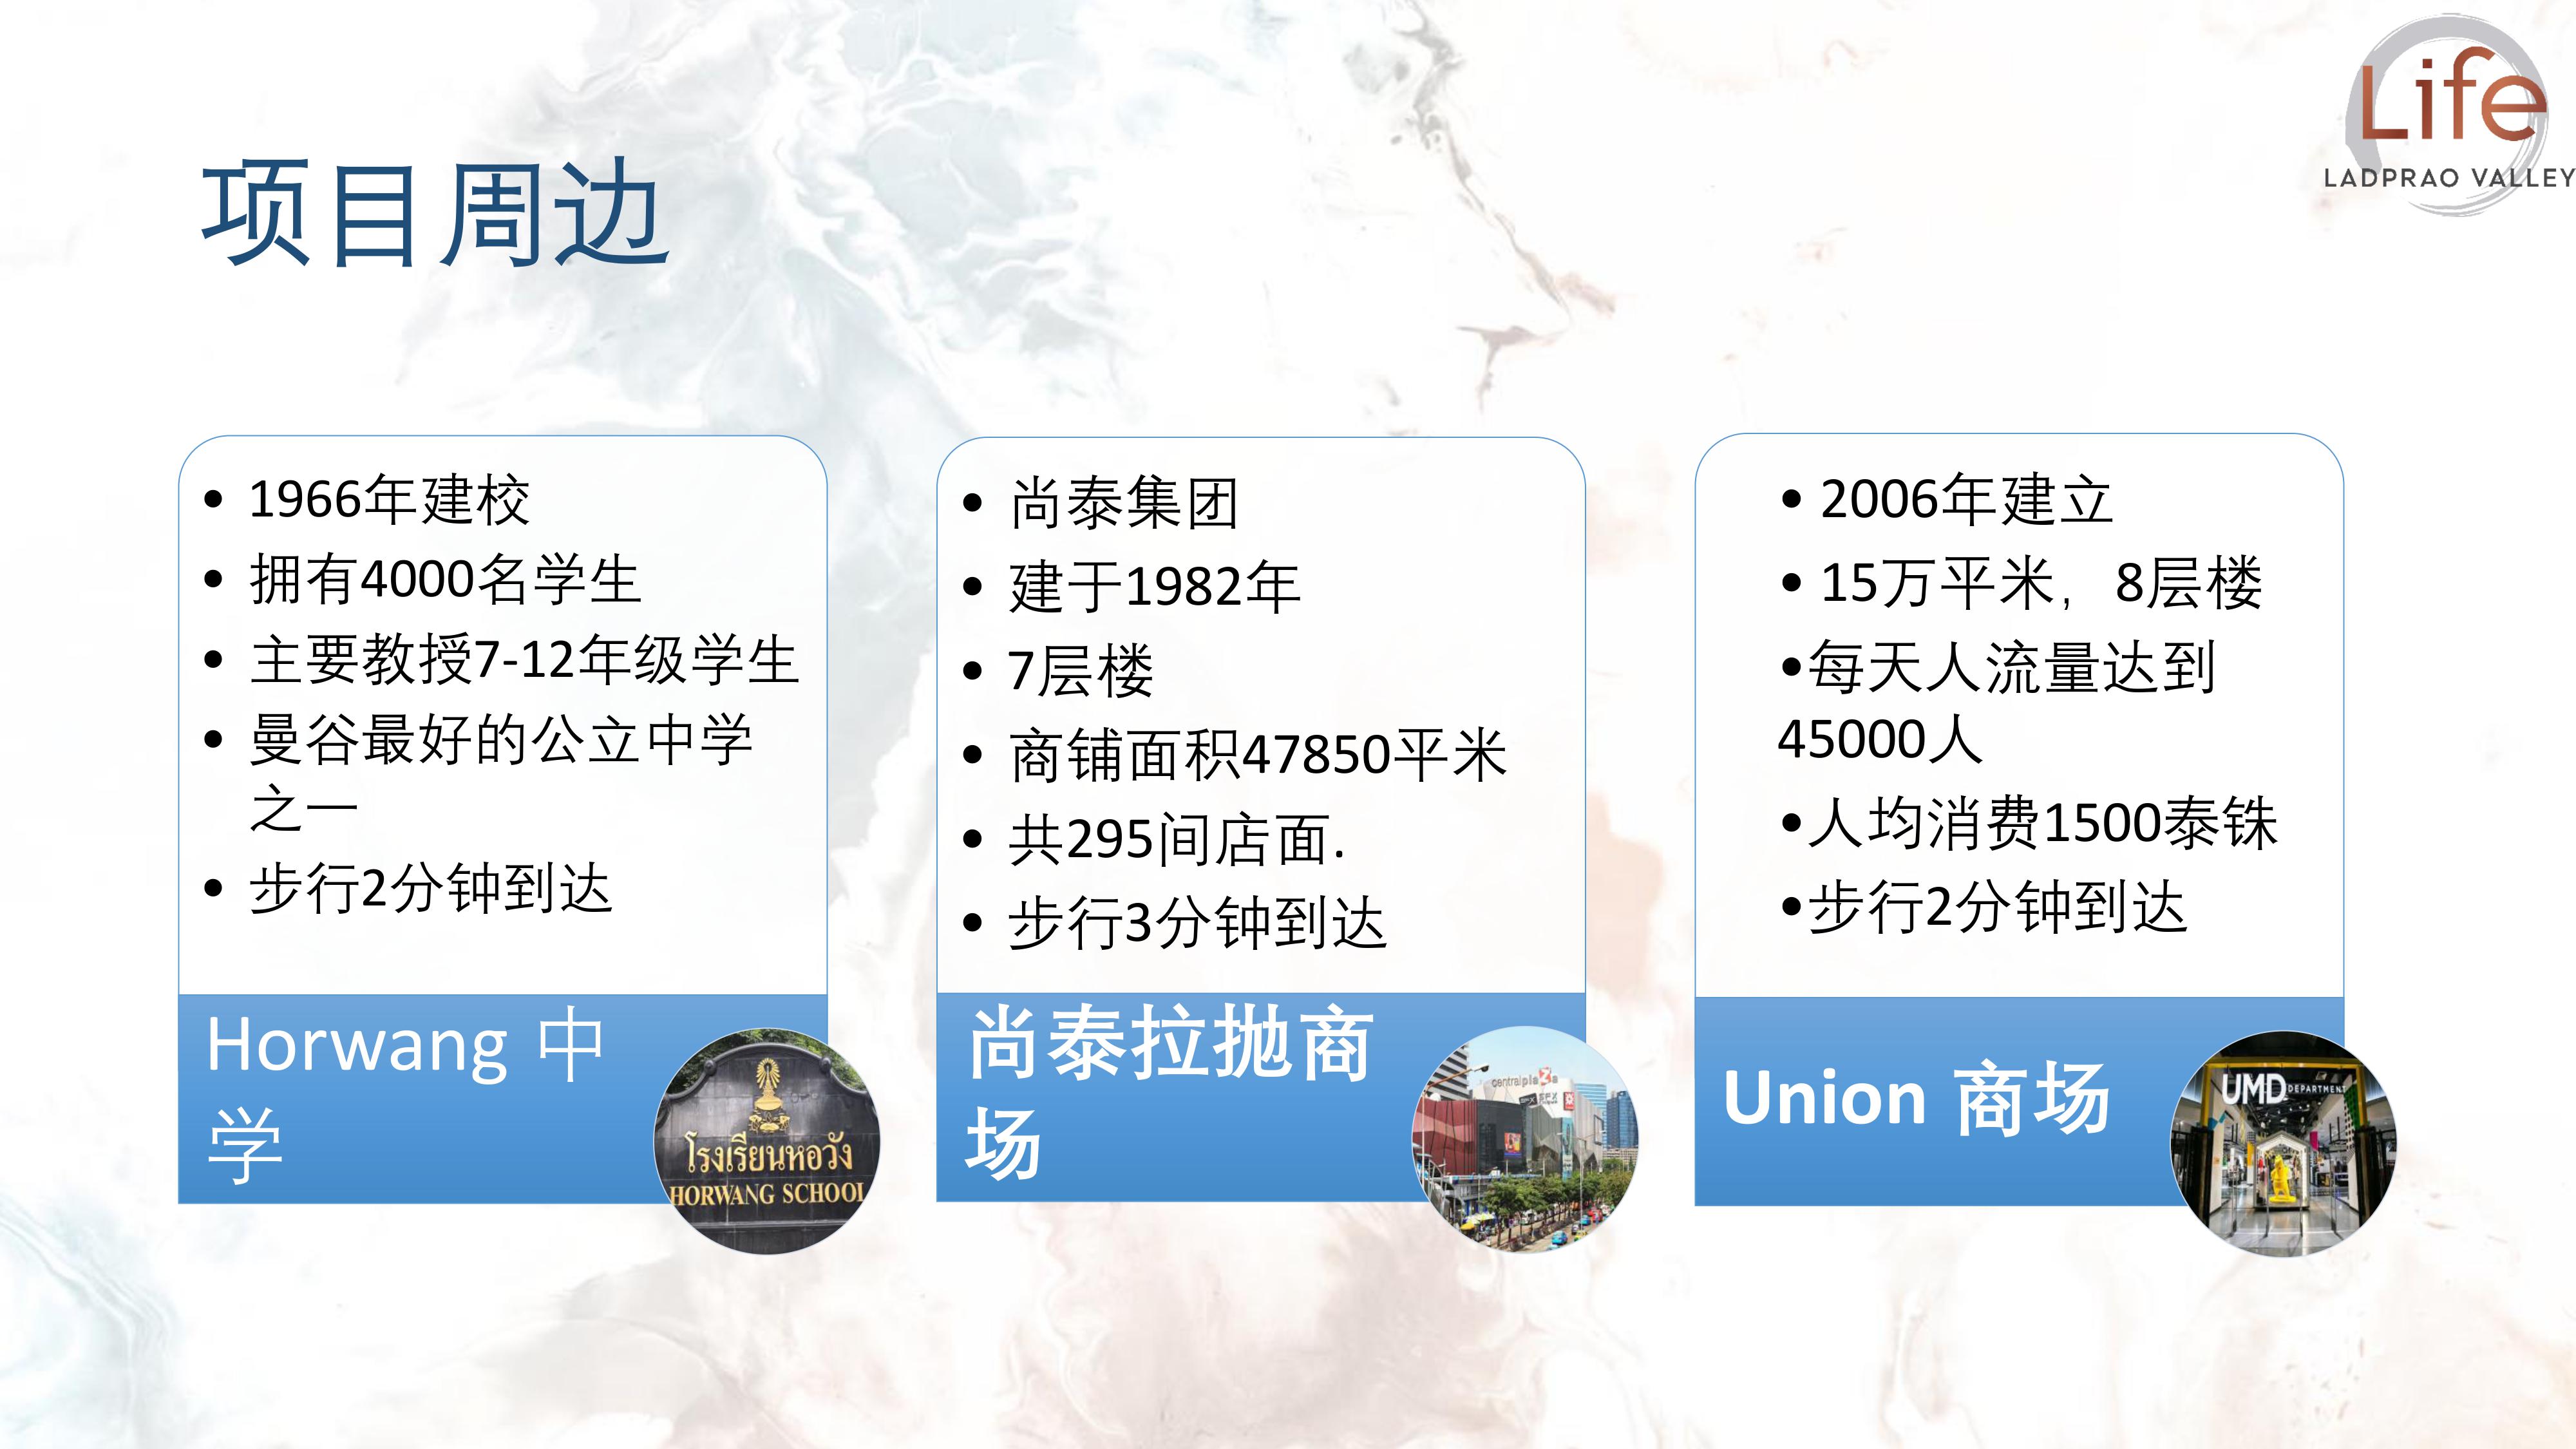 Life
LADPRAO VALLEY
项目周边
• 1966年建校
• 拥有4000名学生
• 主要教授7-12年级学生
• 曼谷最好的公立中学
之一
• 步行2分钟到达
Horwang 中
学
โรงเรียนหอวัง
HORWANG SCHOOL
• 尚泰集团
• 建于1982年
• 7层楼
• 商铺面积47850平米
• 共295间店面.
• 步行3分钟到达
尚泰拉抛商
场
centralplaza
SFX
• 2006年建立
• 15万平米，8层楼
•每天人流量达到
45000人
•人均消费1500泰铢
•步行2分钟到达
Union 商场
UMD DEPARTMENT